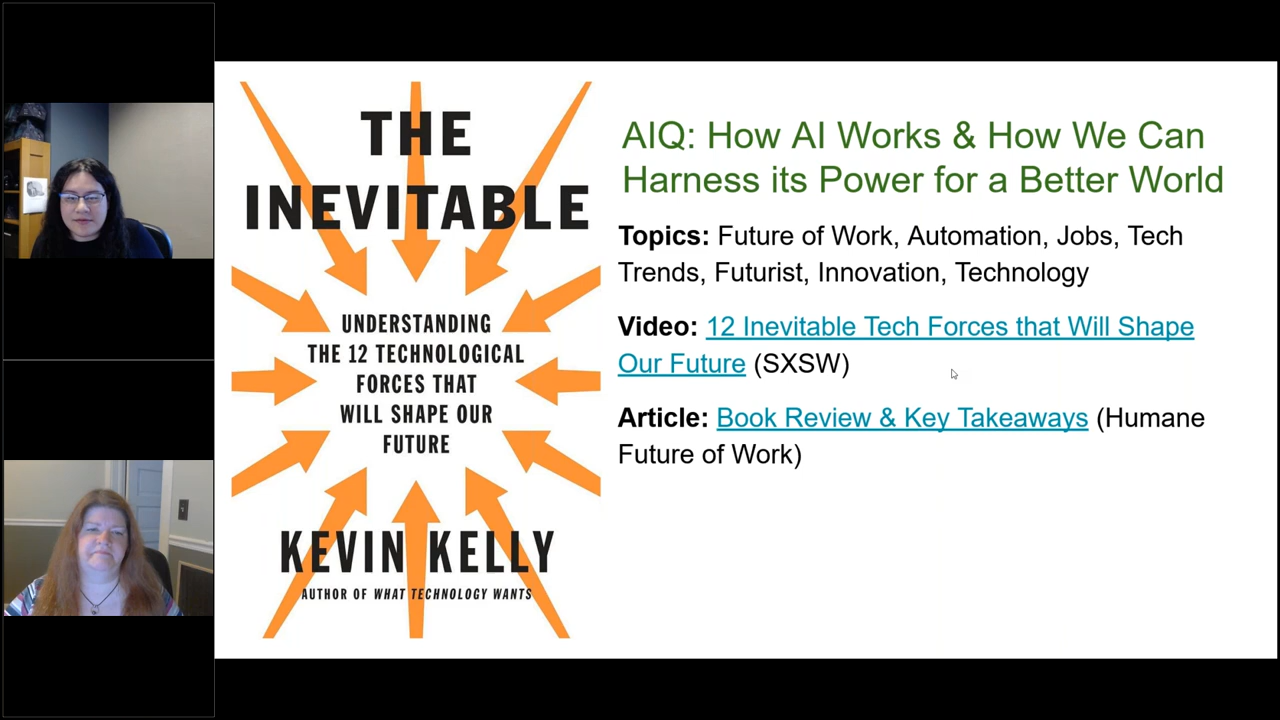 THE
INEVITABLE
UNDERSTANDING
THE 12 TECHNOLOGICAL
FORCES THAT
WILL SHAPE OUR
FUTURE
KEVIN KELLY
AUTHOR OF WHAT TECHNOLOGY WANTS
AIQ: How AI Works & How We Can
Harness its Power for a Better World
Topics: Future of Work, Automation, Jobs, Tech
Trends, Futurist, Innovation, Technology
Video: 12 Inevitable Tech Forces that Will Shape
Our Future (SXSW)
Article: Book Review & Key Takeaways (Humane
Future of Work)